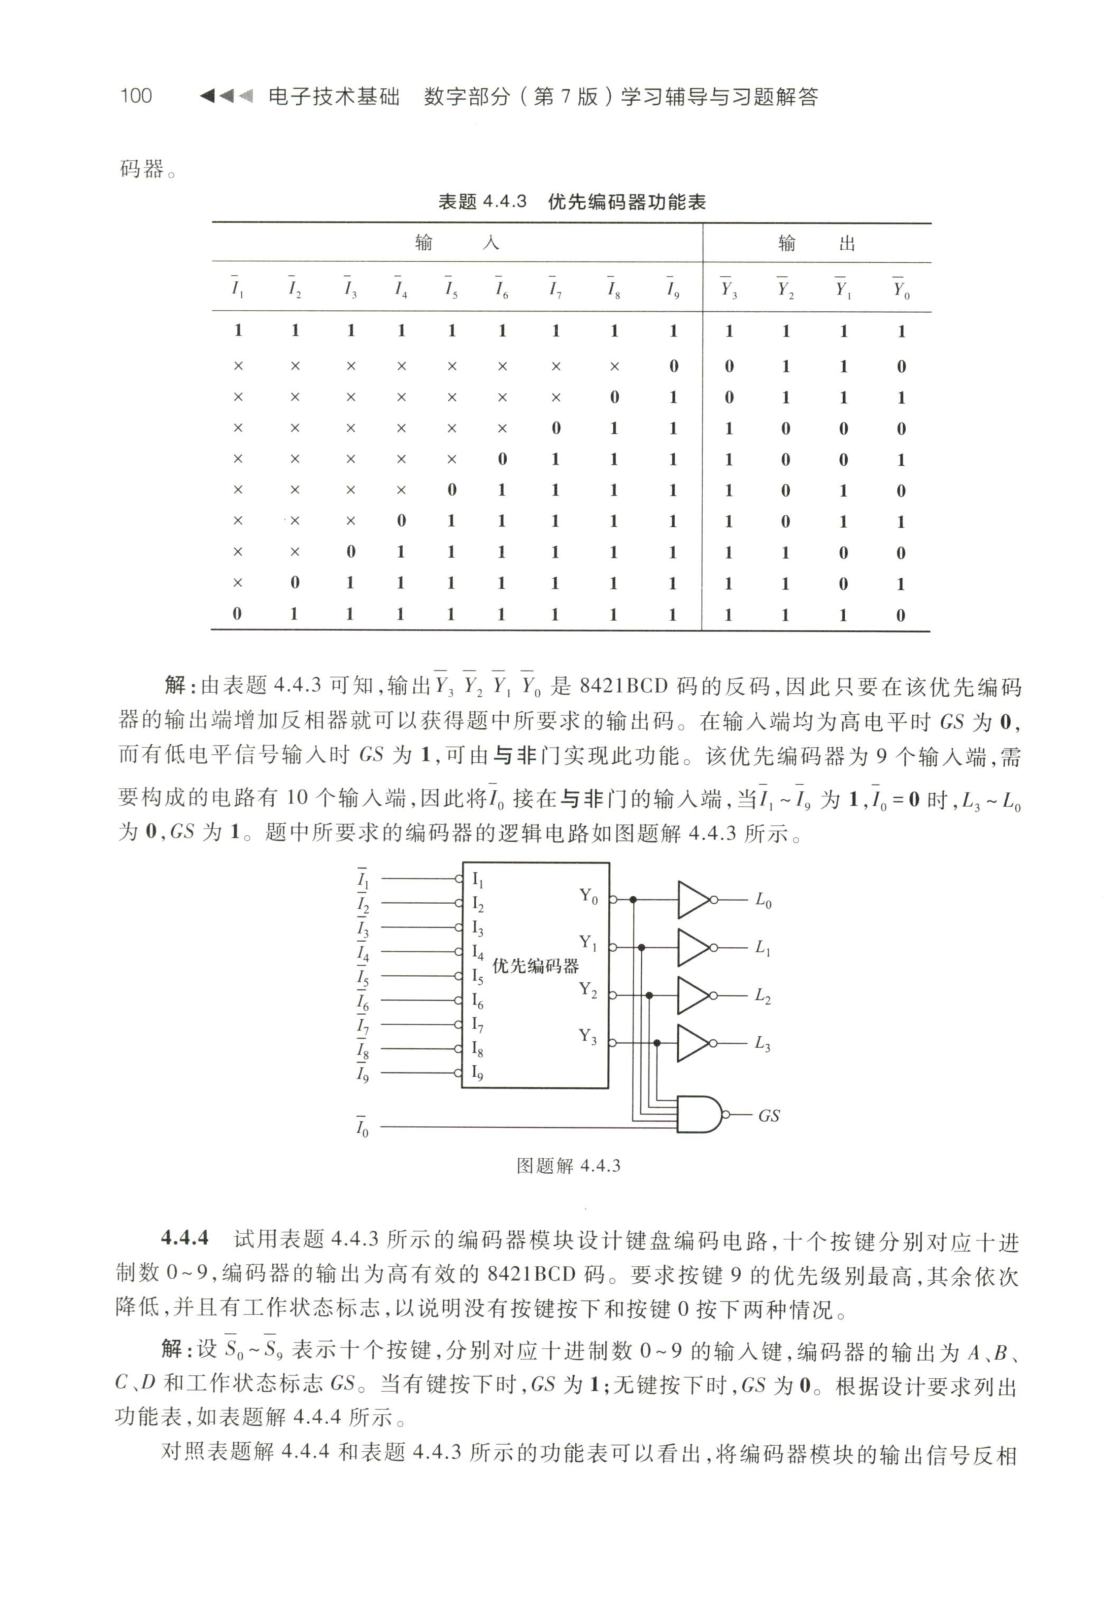 100 电子技术基础 数字部分（第7版）学习辅导与习题解答
码器。
表题 4.4.3 优先编码器功能表
输 入 输 出
I̅₁ I̅₂ I̅₃ I̅₄ I̅₅ I̅₆ I̅₇ I̅₈ I̅₉ Y̅₃ Y̅₂ Y̅₁ Y̅₀
1 1 1 1 1 1 1 1 1 1 1 1 1
× × × × × × × × 0 0 1 1 0
× × × × × × × 0 1 0 1 1 1
× × × × × × 0 1 1 1 0 0 0
× × × × × 0 1 1 1 1 0 0 1
× × × × 0 1 1 1 1 1 0 1 0
× × × 0 1 1 1 1 1 1 0 1 1
× × 0 1 1 1 1 1 1 1 1 0 0
× 0 1 1 1 1 1 1 1 1 1 0 1
0 1 1 1 1 1 1 1 1 1 1 1 0
解:由表题 4.4.3 可知,输出Y̅₃ Y̅₂ Y̅₁ Y̅₀ 是 8421BCD 码的反码,因此只要在该优先编码
器的输出端增加反相器就可以获得题中所要求的输出码。在输入端均为高电平时 GS 为 0,
而有低电平信号输入时 GS 为 1,可由与非门实现此功能。该优先编码器为 9 个输入端,需
要构成的电路有 10 个输入端,因此将I̅₀ 接在与非门的输入端,当I̅₁~I̅₉ 为 1,I̅₀=0 时,L₃~L₀
为 0,GS 为 1。题中所要求的编码器的逻辑电路如图题解 4.4.3 所示。
I̅₁ I₁
I̅₂ I₂ Y₀ L₀
I̅₃ I₃
I̅₄ I₄ Y₁ L₁
I̅₅ I₅ 优先编码器
I̅₆ I₆ Y₂ L₂
I̅₇ I₇
I̅₈ I₈ Y₃ L₃
I̅₉ I₉
I̅₀ GS
图题解 4.4.3
4.4.4 试用表题 4.4.3 所示的编码器模块设计键盘编码电路,十个按键分别对应十进
制数 0~9,编码器的输出为高有效的 8421BCD 码。要求按键 9 的优先级别最高,其余依次
降低,并且有工作状态标志,以说明没有按键按下和按键 0 按下两种情况。
解:设 S̅₀~S̅₉ 表示十个按键,分别对应十进制数 0~9 的输入键,编码器的输出为 A、B、
C、D 和工作状态标志 GS。当有键按下时,GS 为 1;无键按下时,GS 为 0。根据设计要求列出
功能表,如表题解 4.4.4 所示。
对照表题解 4.4.4 和表题 4.4.3 所示的功能表可以看出,将编码器模块的输出信号反相